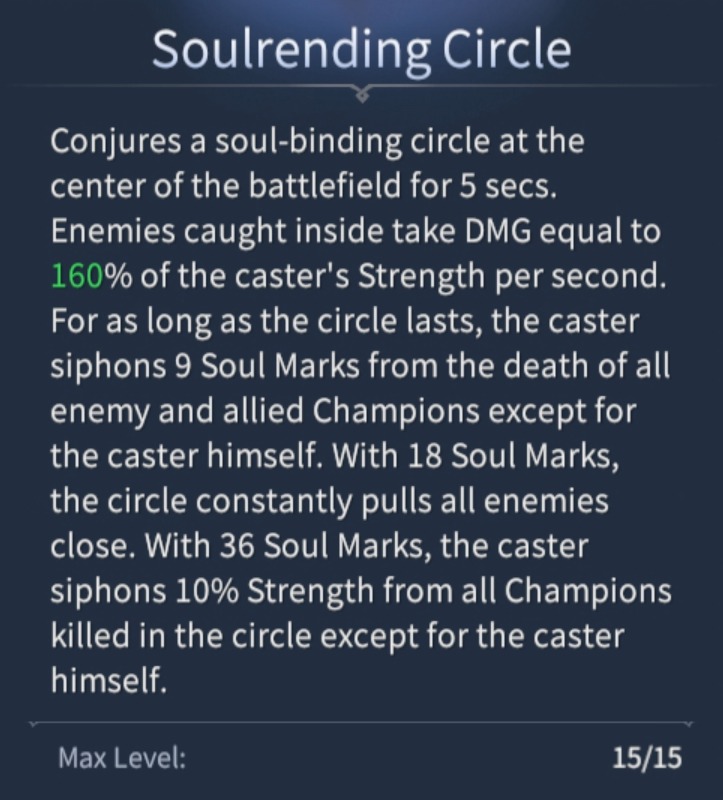 Soulrending Circle
Conjures a soul-binding circle at the
center of the battlefield for 5 secs.
Enemies caught inside take DMG equal to
160% of the caster's Strength per second.
For as long as the circle lasts, the caster
siphons 9 Soul Marks from the death of all
enemy and allied Champions except for
the caster himself. With 18 Soul Marks,
the circle constantly pulls all enemies
close. With 36 Soul Marks, the caster
siphons 10% Strength from all Champions
killed in the circle except for the caster
himself.
Max Level: 15/15